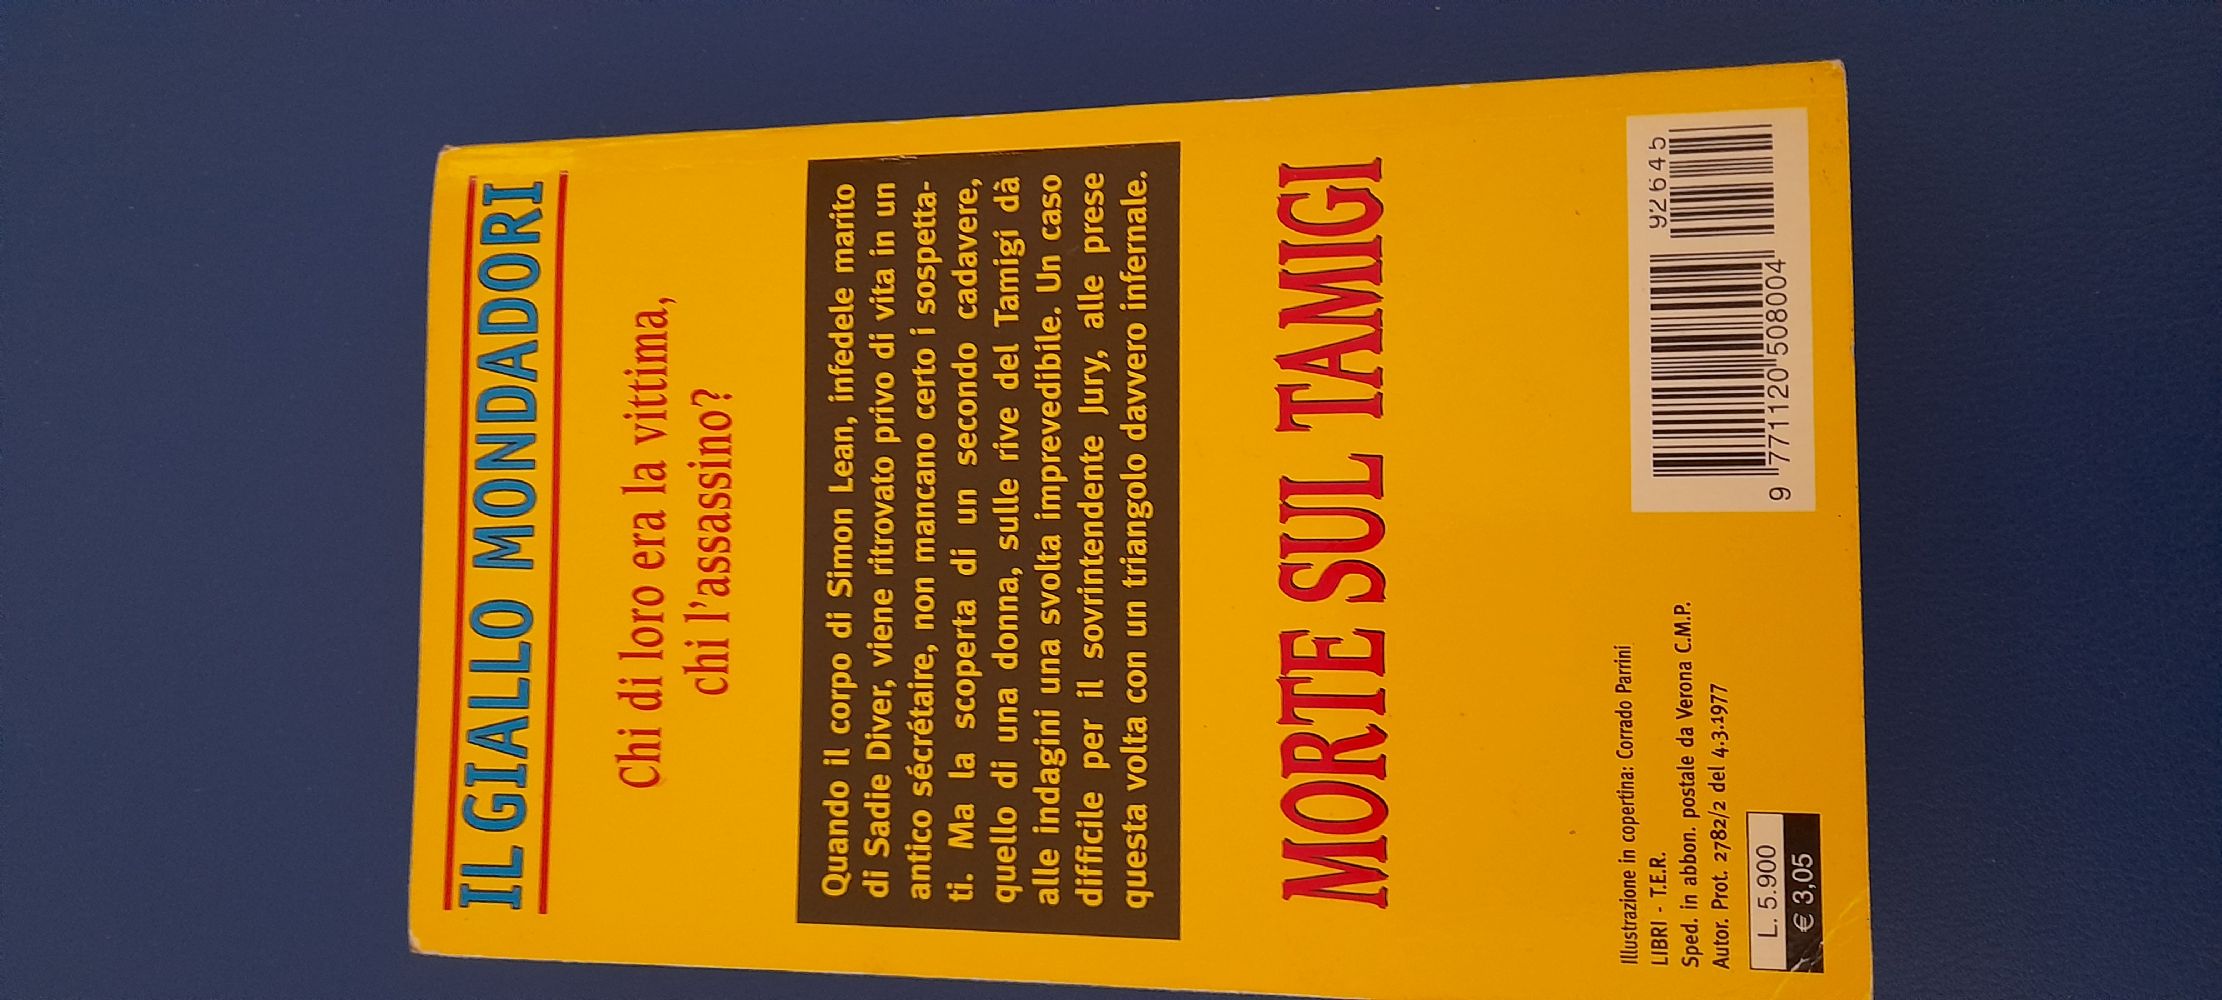 IL GIALLO MONDADORI
Chi di loro era la vittima,
chi l'assassino?
Quando il corpo di Simon Lean, infedele marito
di Sadie Diver, viene ritrovato privo di vita in un
antico sécrétaire, non mancano certo i sospetta-
ti. Ma la scoperta di un secondo cadavere,
quello di una donna, sulle rive del Tamigi dà
alle indagini una svolta imprevedibile. Un caso
difficile per il sovrintendente Jury, alle prese
questa volta con un triangolo davvero infernale.
MORTE SUL TAMIGI
Illustrazione in copertina: Corrado Parrini
LIBRI - T.E.R.
Sped. in abbon. postale da Verona C.M.P.
Autor. Prot. 2782/2 del 4.3.1977
L. 5.900
€ 3,05
92645
9 771120 508004